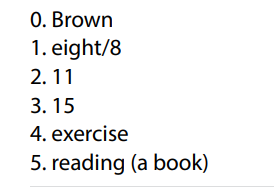 0. Brown
1. eight/8
2. 11
3. 15
4. exercise
5. reading (a book)